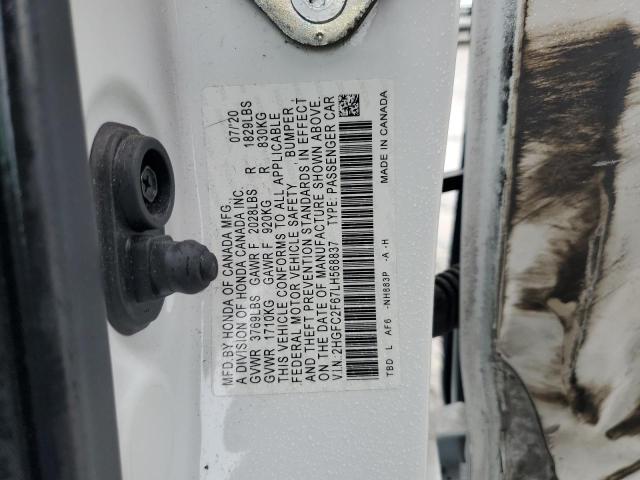 MFD.BY HONDA OF CANADA MFG. 07/20
A DIVISION OF HONDA CANADA INC.
GVWR 3769LBS GAWR F 2028LBS R 1829LBS
GVWR 1710KG GAWR F 920KG R 830KG
THIS VEHICLE CONFORMS TO ALL APPLICABLE
FEDERAL MOTOR VEHICLE SAFETY, BUMPER,
AND THEFT PREVENTION STANDARDS IN EFFECT
ON THE DATE OF MANUFACTURE SHOWN ABOVE.
V.I.N. 2HGFC2F67LH568837 TYPE: PASSENGER CAR
TBD L AF6 -NH883P -A-H MADE IN CANADA